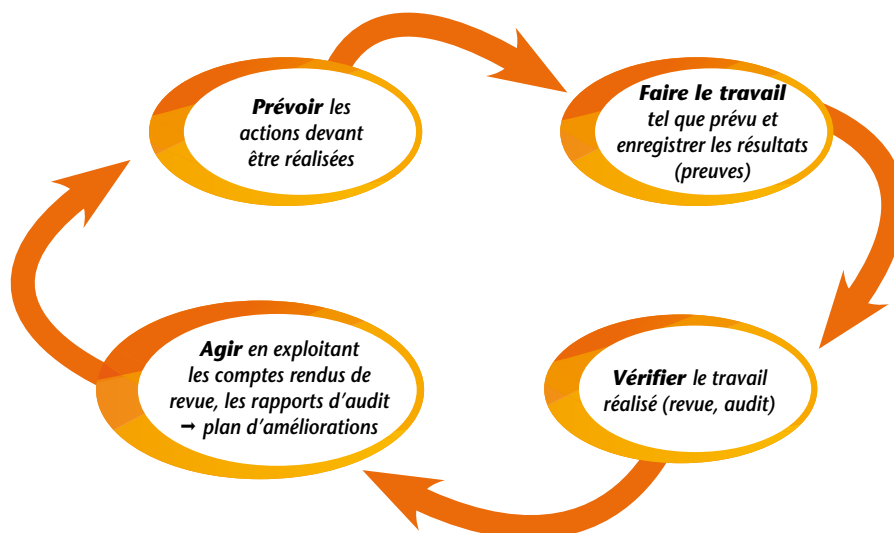 Prévoir les
actions devant
être réalisées
Faire le travail
tel que prévu et
enregistrer les résultats
(preuves)
Vérifier le travail
réalisé (revue, audit)
Agir en exploitant
les comptes rendus de
revue, les rapports d’audit
→ plan d’améliorations